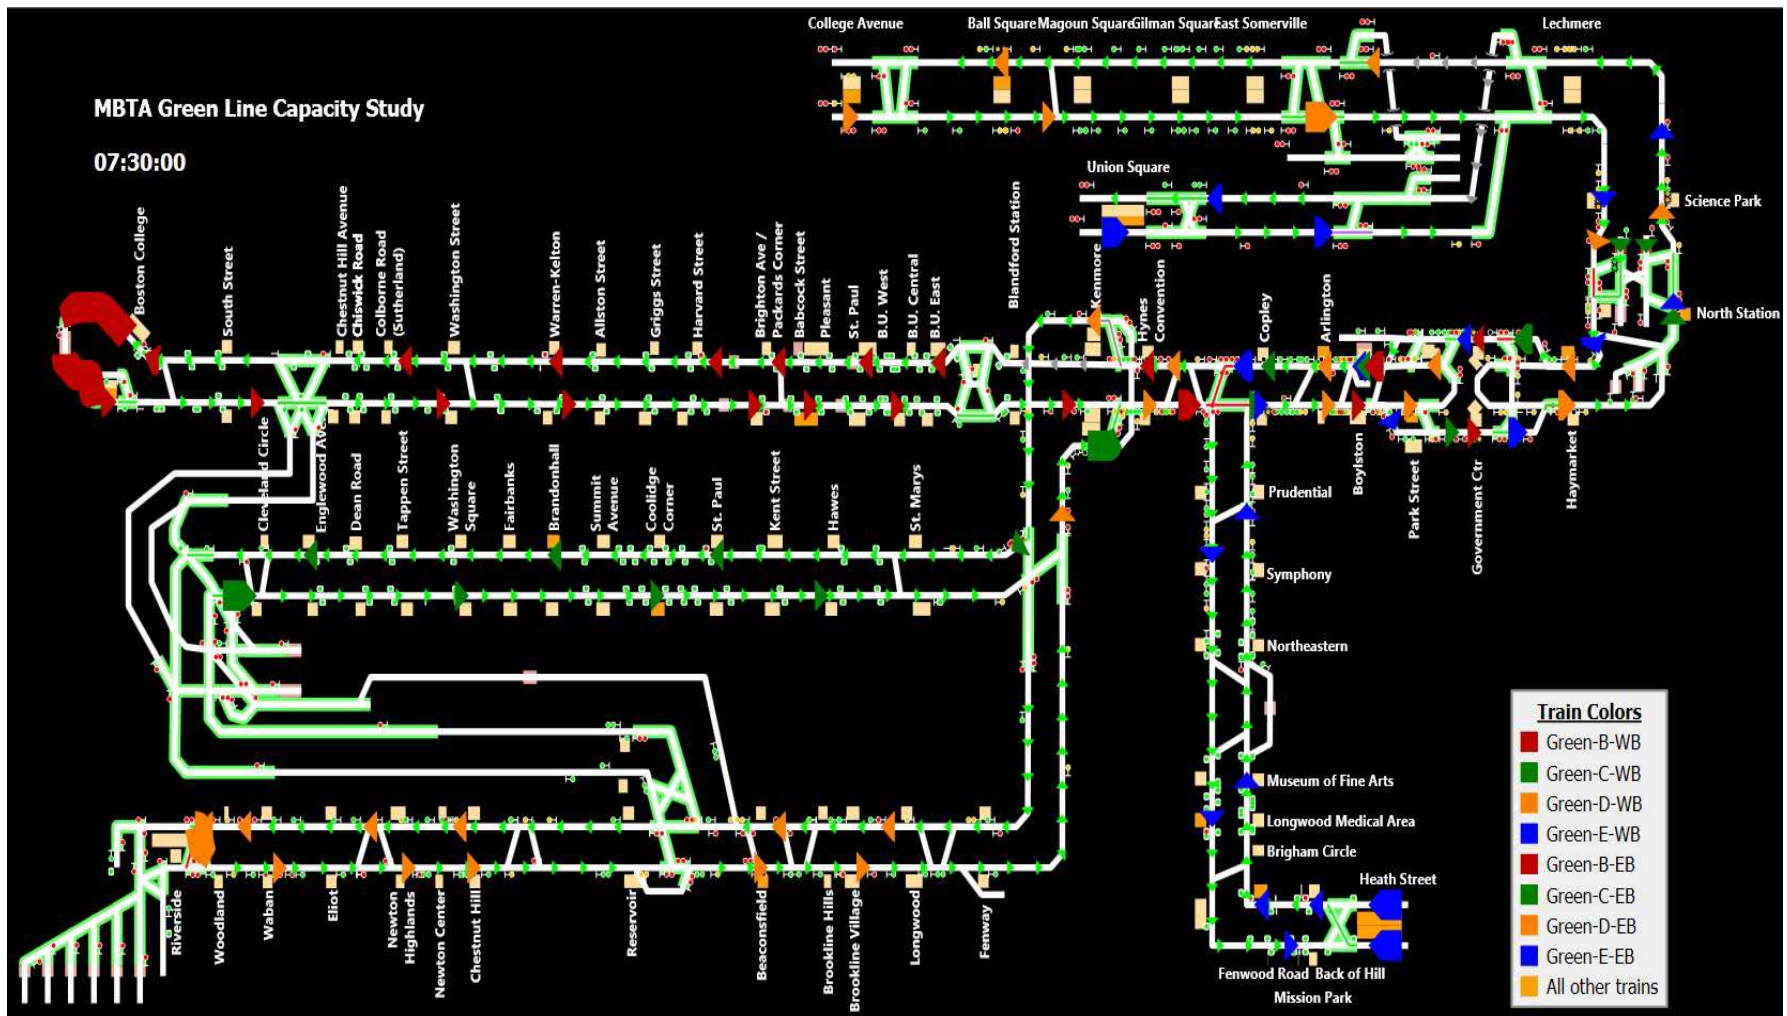 College Avenue
Ball Square
Magoun Square
Gilman Square
East Somerville
Lechmere
MBTA Green Line Capacity Study
07:30:00
Union Square
Science Park
North Station
Boston College
South Street
Chestnut Hill Avenue
Chiswick Road
Colborne Road
(Sutherland)
Washington Street
Warren-Kelton
Allston Street
Griggs Street
Harvard Street
Brighton Ave /
Packards Corner
Babcock Street
Pleasant
St. Paul
B.U. West
B.U. Central
B.U. East
Blandford Station
Kenmore
Hynes
Convention
Copley
Arlington
Boylston
Park Street
Government Ctr
Haymarket
Cleveland Circle
Englewood Ave
Dean Road
Tappen Street
Washington
Square
Fairbanks
Brandonhall
Summit
Avenue
Coolidge
Corner
St. Paul
Kent Street
Hawes
St. Marys
Prudential
Symphony
Northeastern
Museum of Fine Arts
Longwood Medical Area
Brigham Circle
Heath Street
Fenwood Road
Back of Hill
Mission Park
Riverside
Woodland
Waban
Eliot
Newton
Highlands
Newton Center
Chestnut Hill
Reservoir
Beaconsfield
Brookline Hills
Brookline Village
Longwood
Fenway
Train Colors
Green-B-WB
Green-C-WB
Green-D-WB
Green-E-WB
Green-B-EB
Green-C-EB
Green-D-EB
Green-E-EB
All other trains